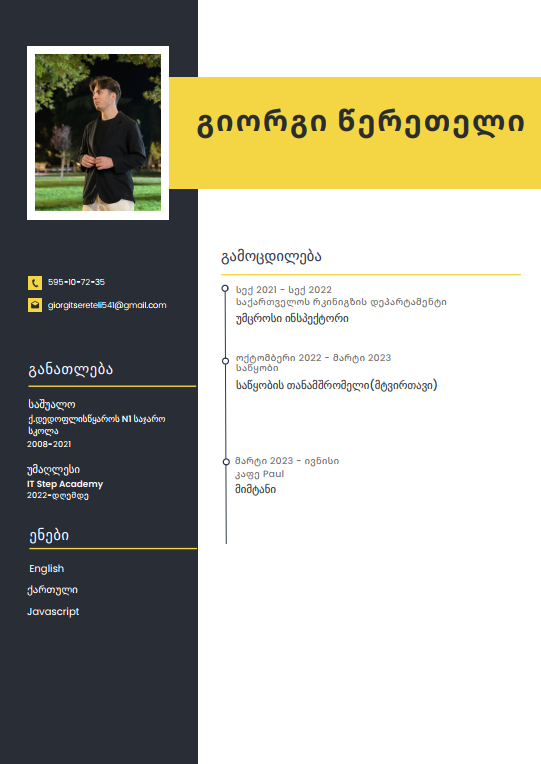 გიორგი წერეთელი
595-10-72-35
giorgitsereteli541@gmail.com
განათლება
საშუალო
ქ.დედოფლისწყაროს N1 საჯარო
სკოლა
2008-2021
უმაღლესი
IT Step Academy
2022-დღემდე
ენები
English
ქართული
Javascript
გამოცდილება
სექ 2021 - სექ 2022
საქართველოს რკინიგზის დეპარტამენტი
უმცროსი ინსპექტორი
ოქტომბერი 2022 - მარტი 2023
საწყობი
საწყობის თანამშრომელი(მტვირთავი)
მარტი 2023 - ივნისი
კაფე Paul
მიმტანი